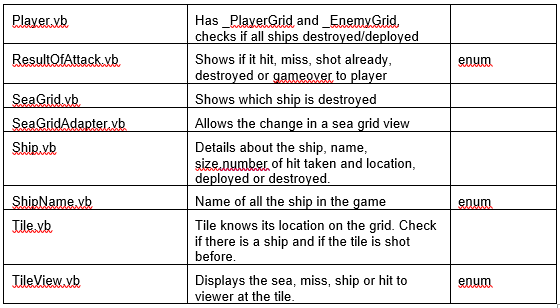 Player.vb
Has _PlayerGrid and _EnemyGrid,
checks if all ships destroyed/deployed
ResultOfAttack.vb
Shows if it hit, miss, shot already,
destroyed or gameover to player
enum
SeaGrid.vb
Shows which ship is destroyed
SeaGridAdapter.vb
Allows the change in a sea grid view
Ship.vb
Details about the ship, name,
size,number of hit taken and location,
deployed or destroyed.
ShipName.vb
Name of all the ship in the game
enum
Tile.vb
Tile knows its location on the grid. Check
if there is a ship and if the tile is shot
before.
TileView.vb
Displays the sea, miss, ship or hit to
viewer at the tile.
enum